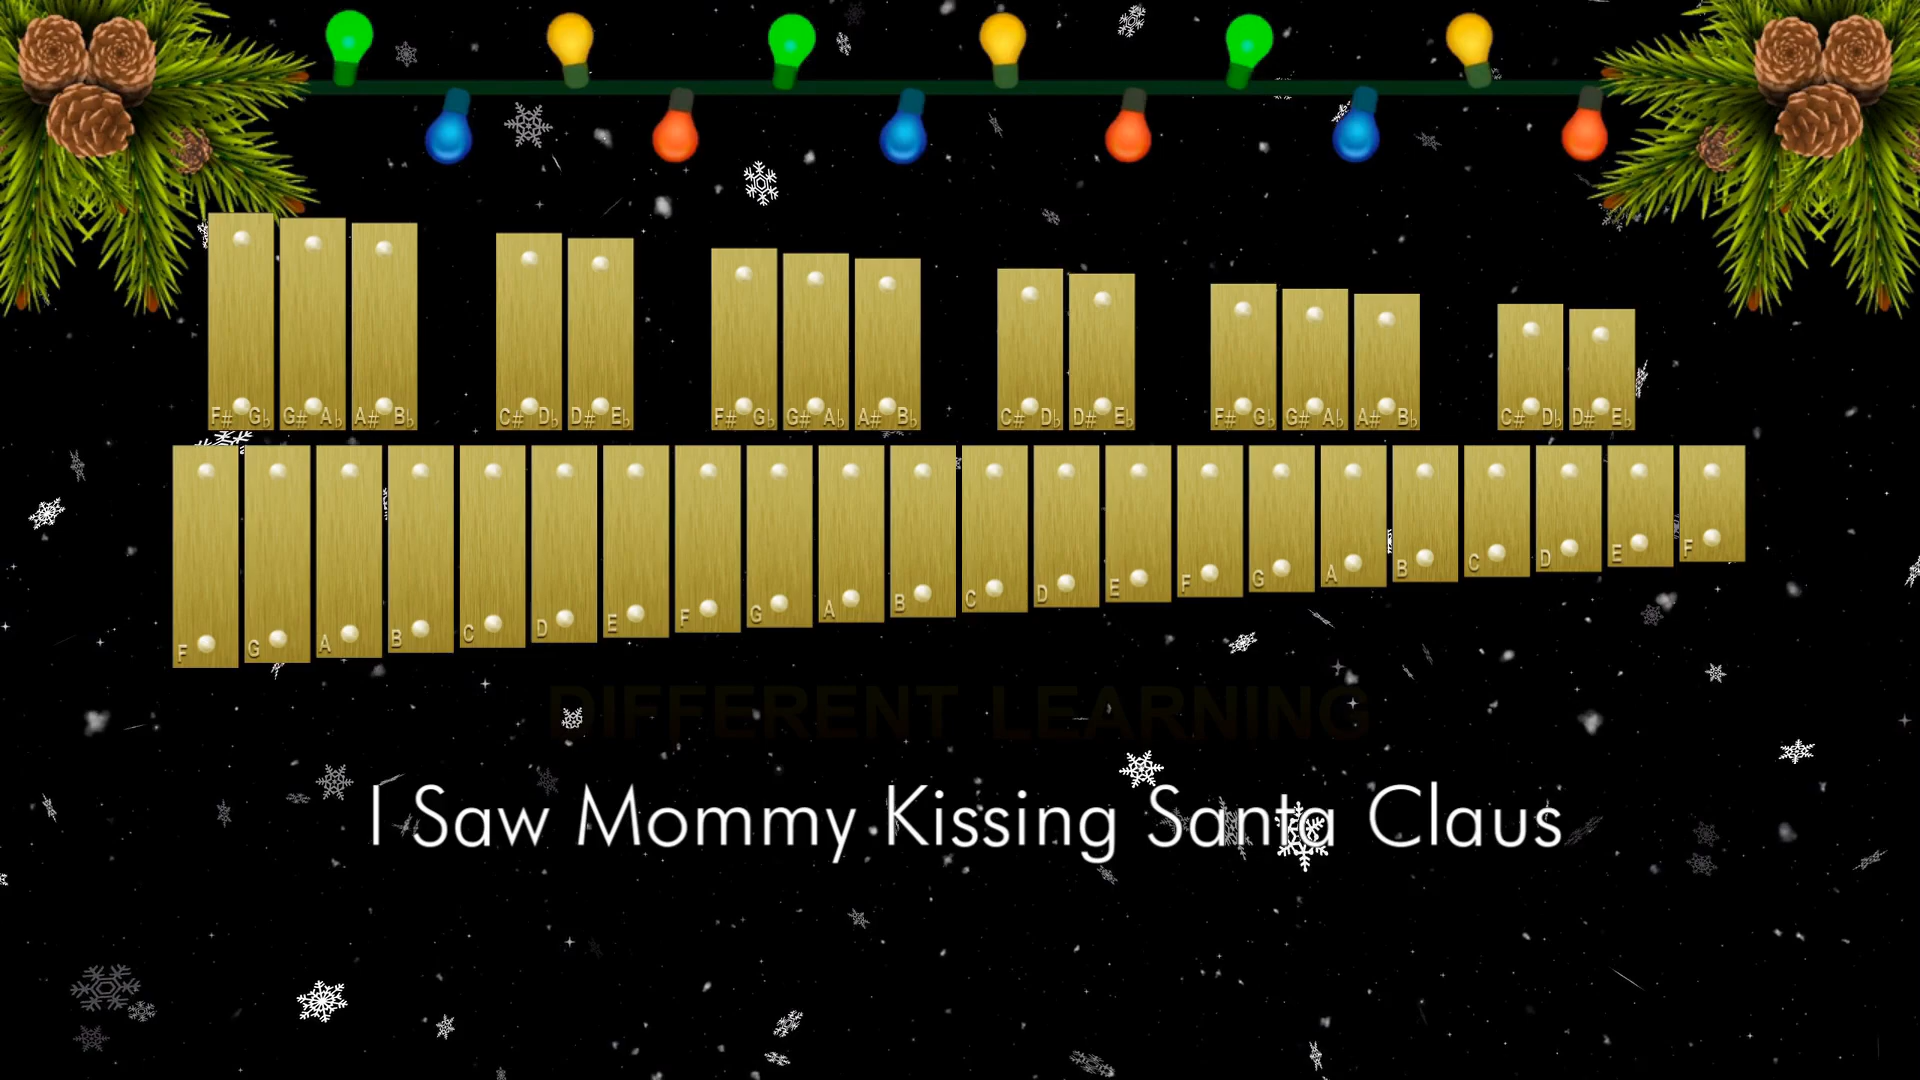 F# G♭ G# A♭ A# B♭ C# D♭ D# E♭ F# G♭ G# A♭ A# B♭ C# D♭ D# E♭ F# G♭ G# A♭ A# B♭ C# D♭ D# E♭
F G A B C D E F G A B C D E F G A B C D E F
DIFFERENT LEARNING
I Saw Mommy Kissing Santa Claus